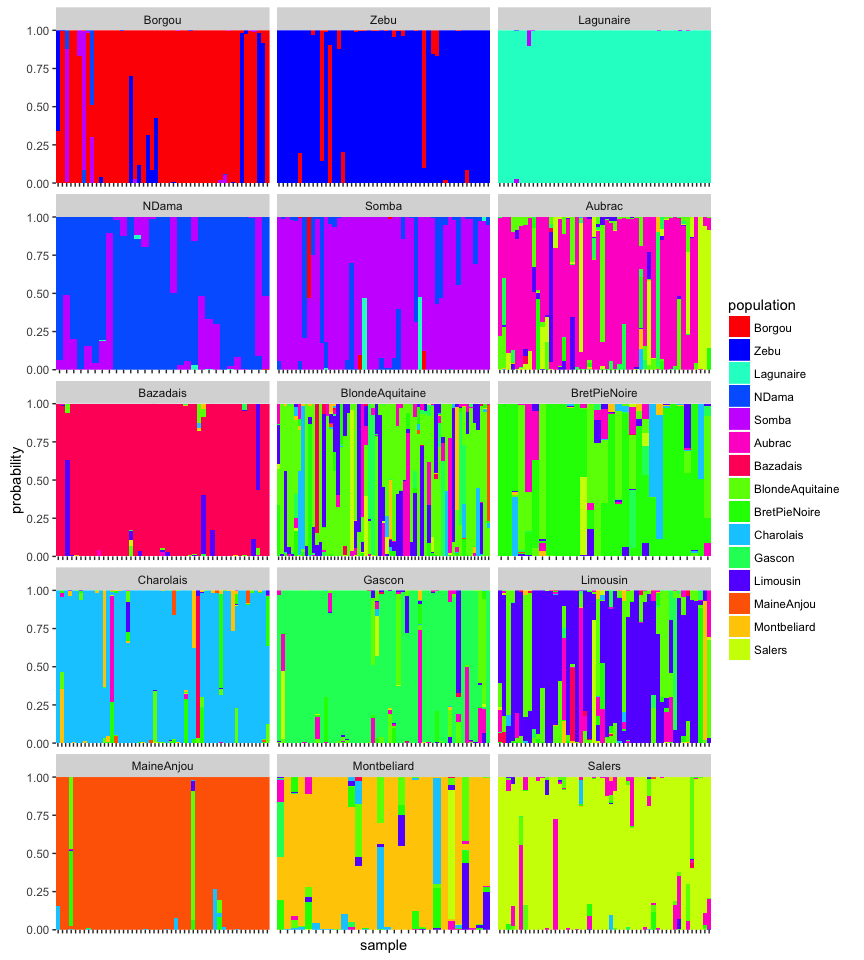 Borgou Zebu Lagunaire
1.00
0.75
0.50
0.25
0.00
NDama Somba Aubrac
1.00
0.75
0.50
0.25
0.00
Bazadais BlondeAquitaine BretPieNoire
1.00
0.75
0.50
0.25
0.00
Charolais Gascon Limousin
1.00
0.75
0.50
0.25
0.00
MaineAnjou Montbeliard Salers
1.00
0.75
0.50
0.25
0.00
probability
sample
population
Borgou
Zebu
Lagunaire
NDama
Somba
Aubrac
Bazadais
BlondeAquitaine
BretPieNoire
Charolais
Gascon
Limousin
MaineAnjou
Montbeliard
Salers